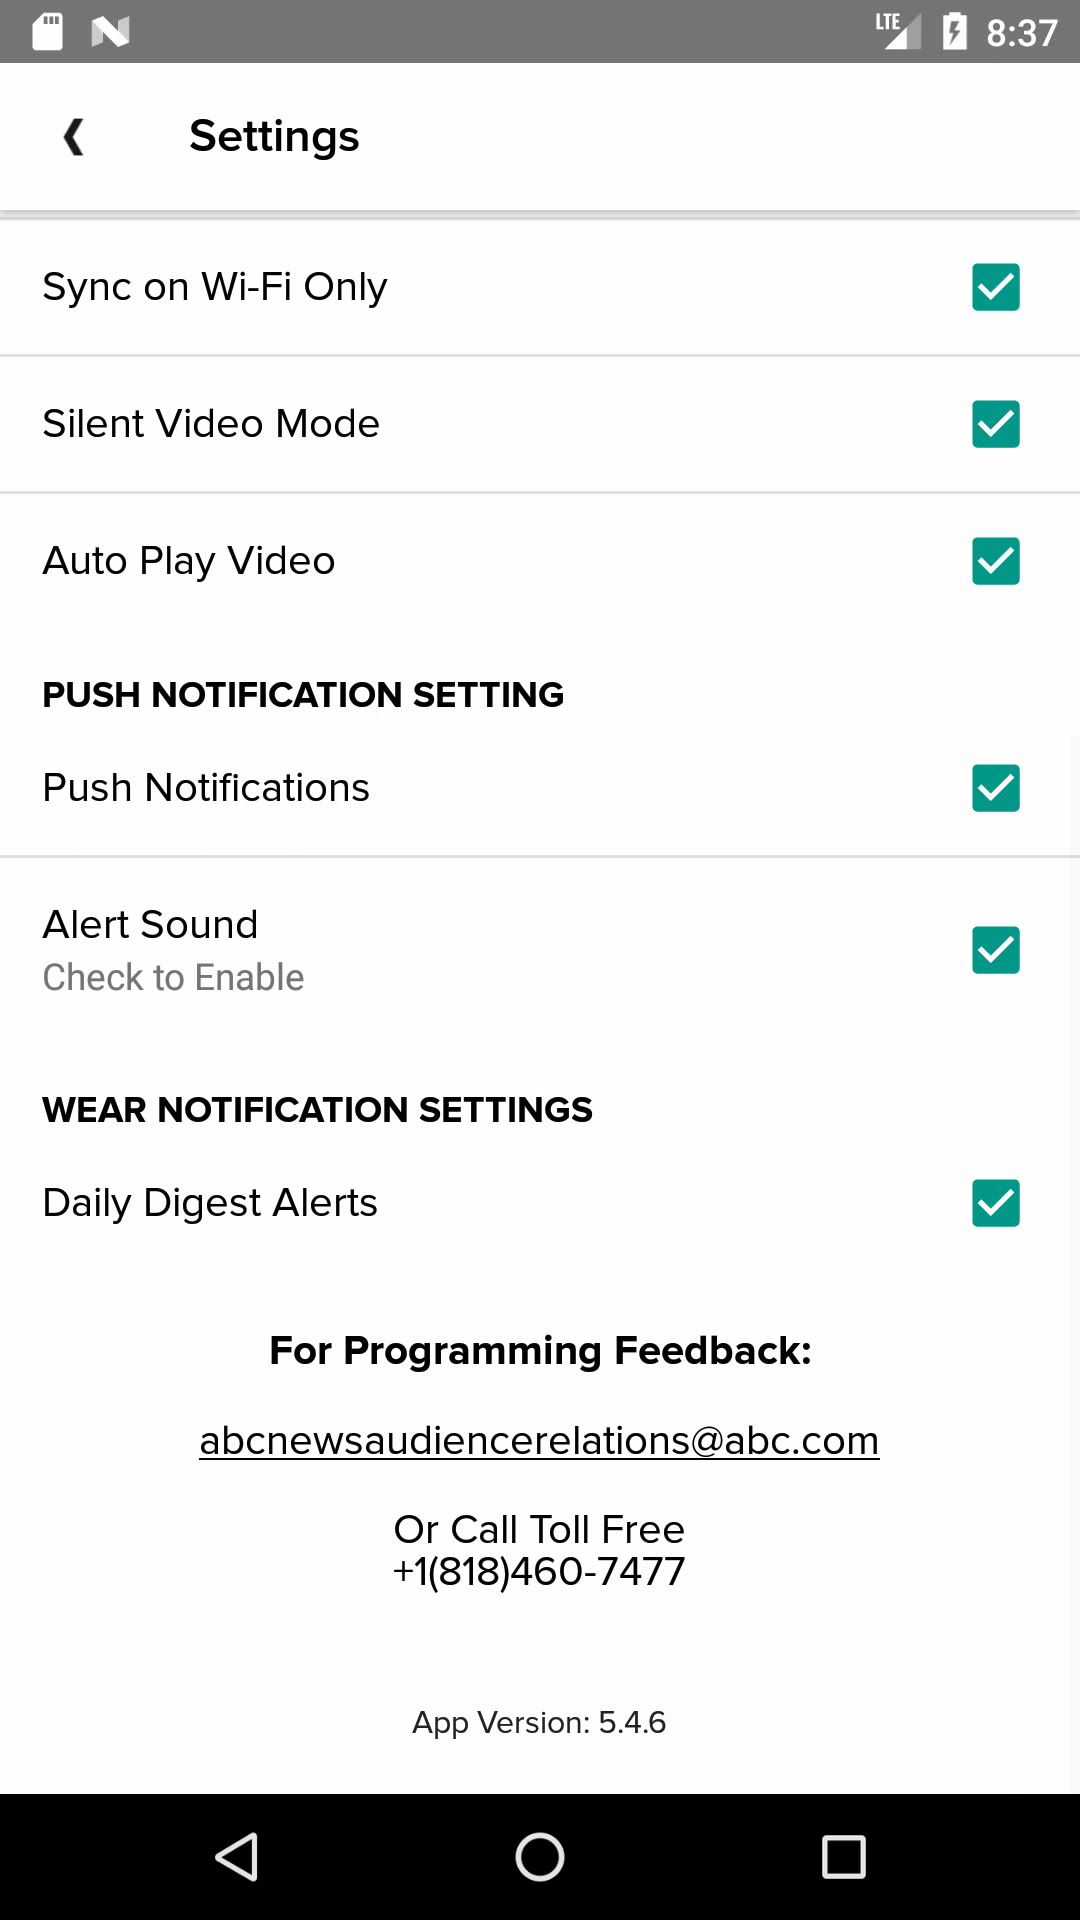 LTE 8:37
Settings
Sync on Wi-Fi Only
Silent Video Mode
Auto Play Video
PUSH NOTIFICATION SETTING
Push Notifications
Alert Sound
Check to Enable
WEAR NOTIFICATION SETTINGS
Daily Digest Alerts
For Programming Feedback:
abcnewsaudiencerelations@abc.com
Or Call Toll Free
+1(818)460-7477
App Version: 5.4.6